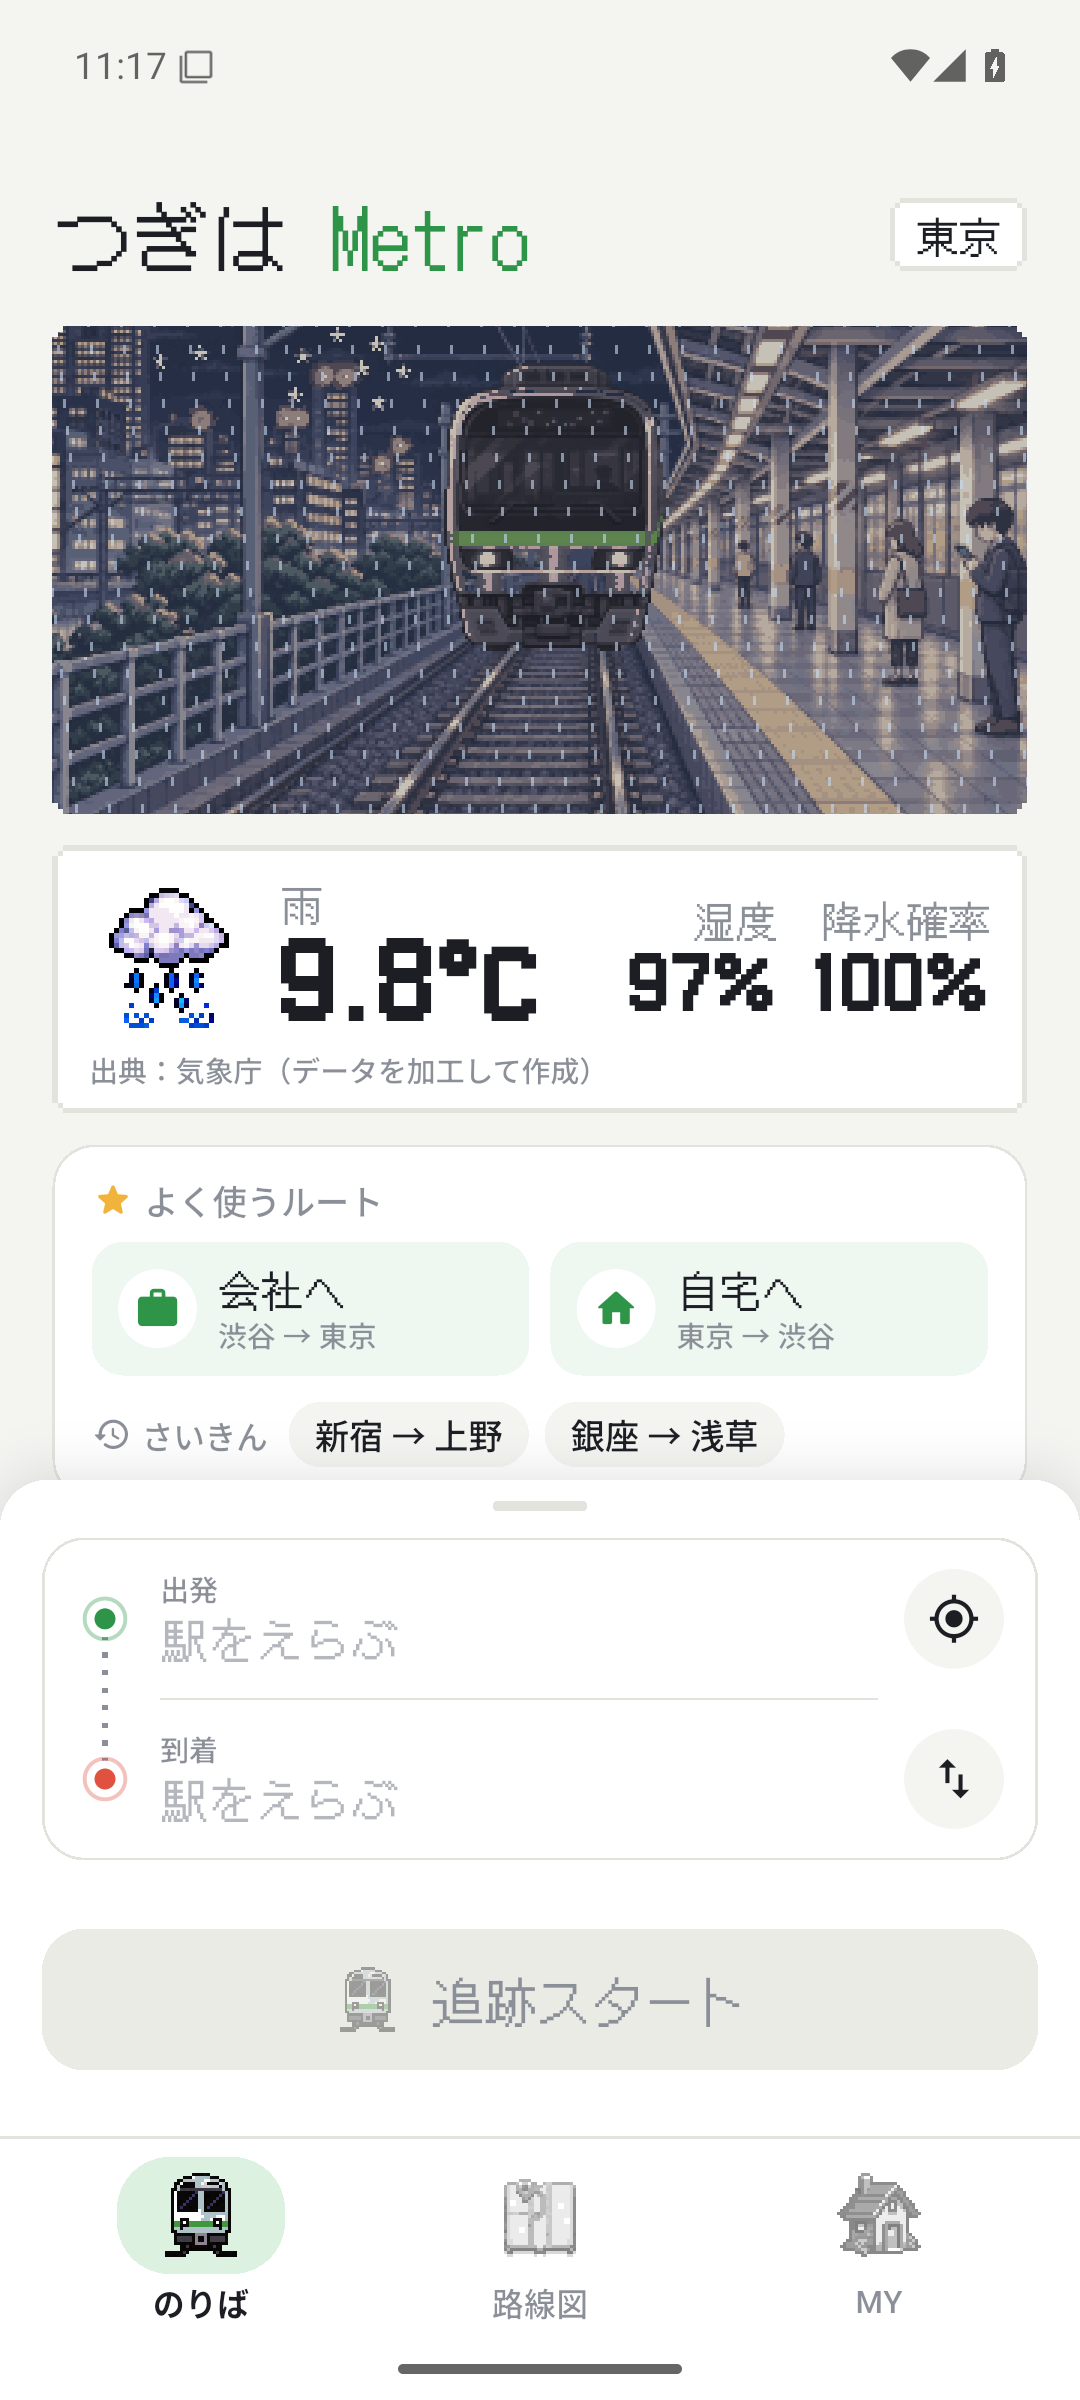 11:17
つぎは Metro
東京
雨
9.8℃
湿度
97%
降水確率
100%
出典：気象庁（データを加工して作成）
よく使うルート
会社へ
渋谷 → 東京
自宅へ
東京 → 渋谷
さいきん
新宿 → 上野
銀座 → 浅草
出発
駅をえらぶ
到着
駅をえらぶ
追跡スタート
のりば
路線図
MY